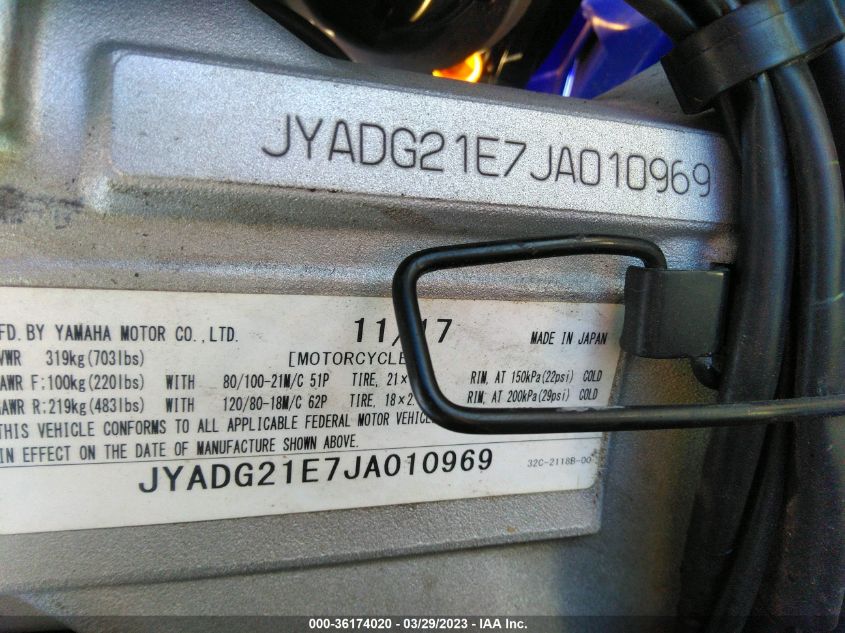 JYADG21E7JA010969
FD. BY YAMAHA MOTOR CO.,LTD. 11/17 MADE IN JAPAN
VWR 319kg(703lbs) [MOTORCYCLE
AWR F:100kg(220lbs) WITH 80/100-21M/C 51P TIRE, 21× RIM, AT 150kPa(22psi) COLD
AWR R:219kg(483lbs) WITH 120/80-18M/C 62P TIRE, 18×2 RIM, AT 200kPa(29psi) COLD
THIS VEHICLE CONFORMS TO ALL APPLICABLE FEDERAL MOTOR VEHICLE
IN EFFECT ON THE DATE OF MANUFACTURE SHOWN ABOVE.
JYADG21E7JA010969 32C-2118B-00
000-36174020 - 03/29/2023 - IAA Inc.